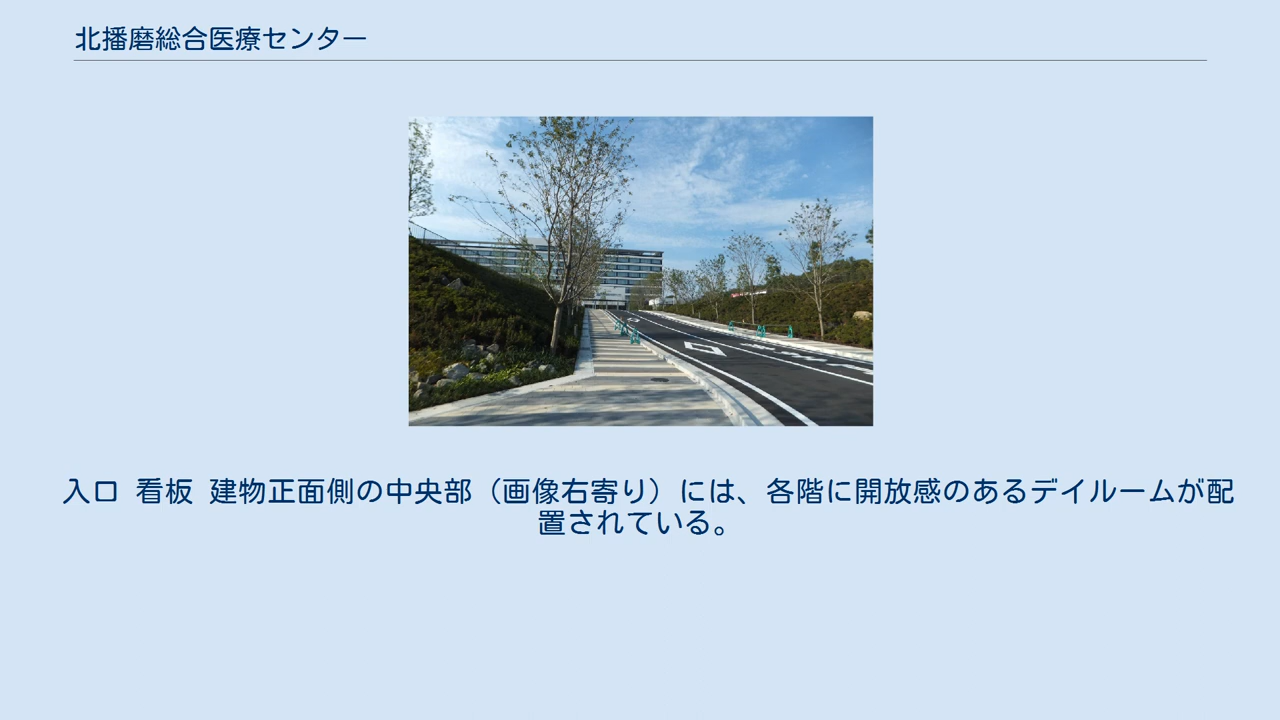 北播磨総合医療センター
入口 看板 建物正面側の中央部（画像右寄り）には、各階に開放感のあるデイルームが配
置されている。